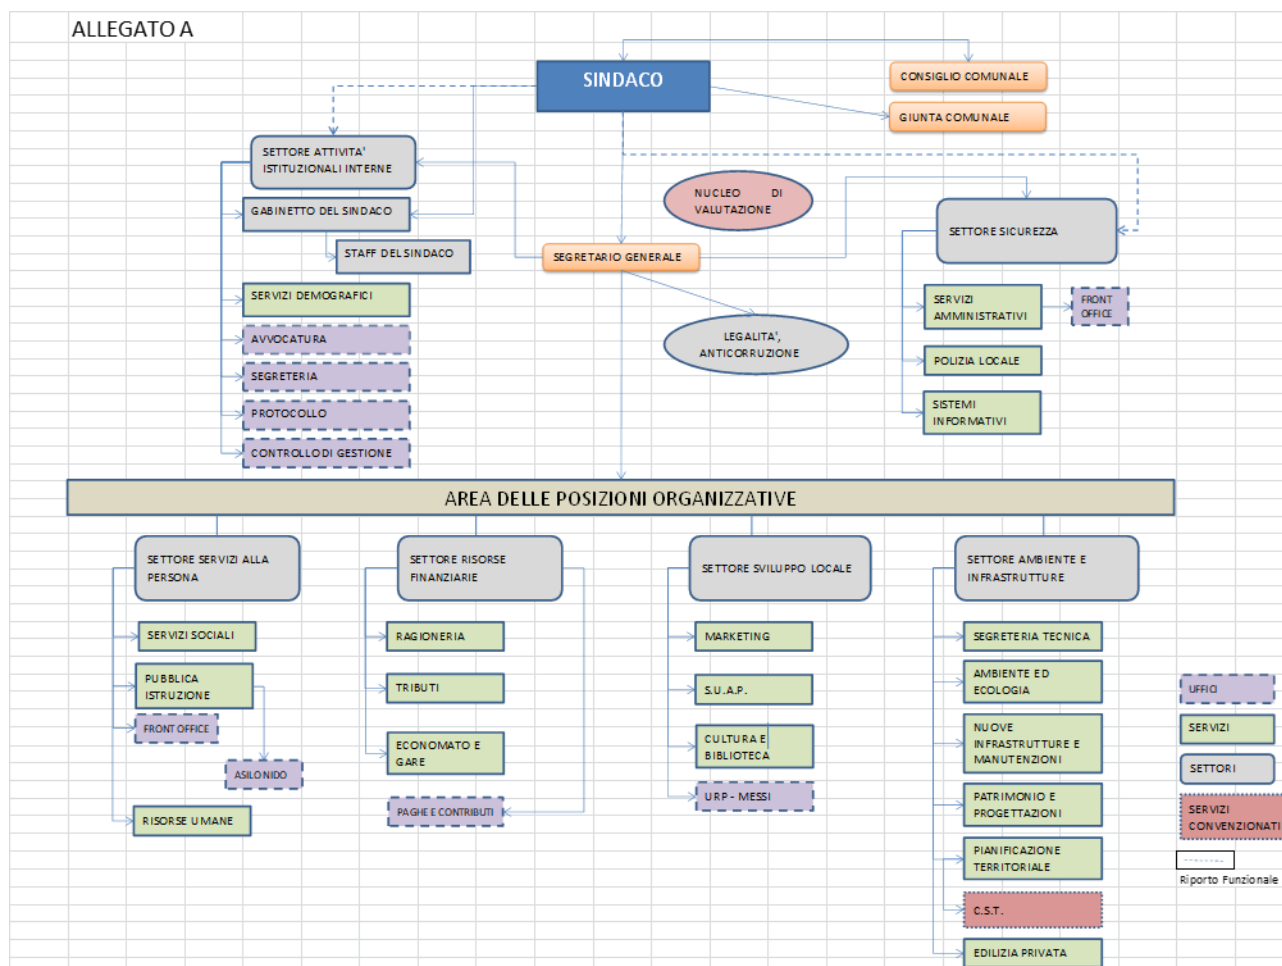 ALLEGATO A
SINDACO
CONSIGLIO COMUNALE
GIUNTA COMUNALE
SETTORE ATTIVITA'
ISTITUZIONALI INTERNE
GABINETTO DEL SINDACO
STAFF DEL SINDACO
SERVIZI DEMOGRAFICI
AVVOCATURA
SEGRETERIA
PROTOCOLLO
CONTROLLO DI GESTIONE
NUCLEO DI
VALUTAZIONE
SEGRETARIO GENERALE
LEGALITA',
ANTICORRUZIONE
SETTORE SICUREZZA
SERVIZI
AMMINISTRATIVI
FRONT
OFFICE
POLIZIA LOCALE
SISTEMI
INFORMATIVI
AREA DELLE POSIZIONI ORGANIZZATIVE
SETTORE SERVIZI ALLA
PERSONA
SERVIZI SOCIALI
PUBBLICA
ISTRUZIONE
FRONT OFFICE
ASILO NIDO
RISORSE UMANE
SETTORE RISORSE
FINANZIARIE
RAGIONERIA
TRIBUTI
ECONOMATO E
GARE
PAGHE E CONTRIBUTI
SETTORE SVILUPPO LOCALE
MARKETING
S.U.A.P.
CULTURA E
BIBLIOTECA
URP - MESSI
SETTORE AMBIENTE E
INFRASTRUTTURE
SEGRETERIA TECNICA
AMBIENTE ED
ECOLOGIA
NUOVE
INFRASTRUTTURE E
MANUTENZIONI
PATRIMONIO E
PROGETTAZIONI
PIANIFICAZIONE
TERRITORIALE
C.S.T.
EDILIZIA PRIVATA
UFFICI
SERVIZI
SETTORI
SERVIZI
CONVENZIONATI
Riporto Funzionale